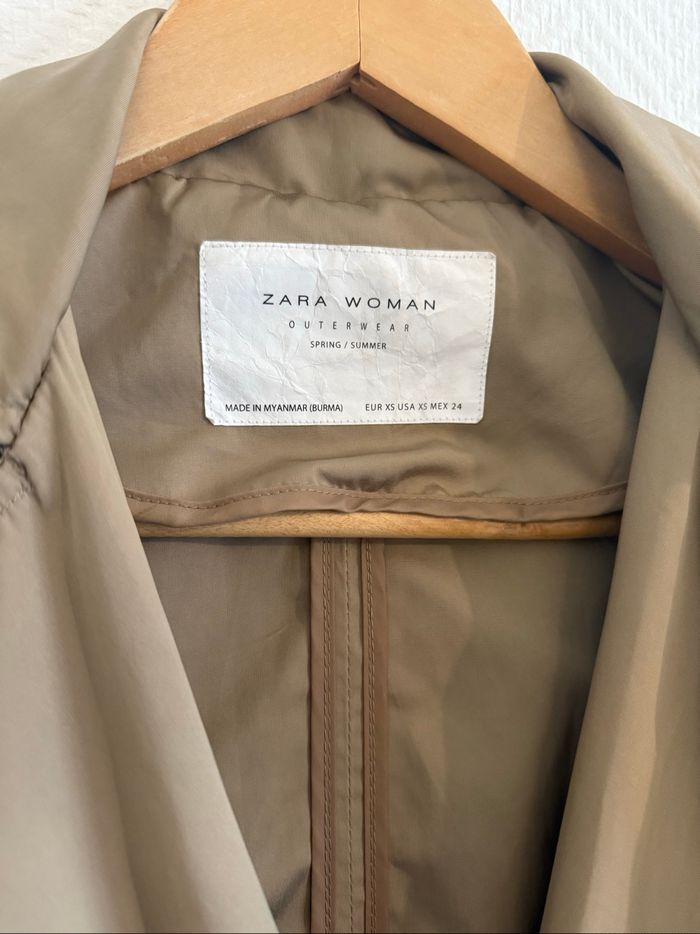 ZARA WOMAN
OUTERWEAR
SPRING / SUMMER
MADE IN MYANMAR (BURMA) EUR XS USA XS MEX 24